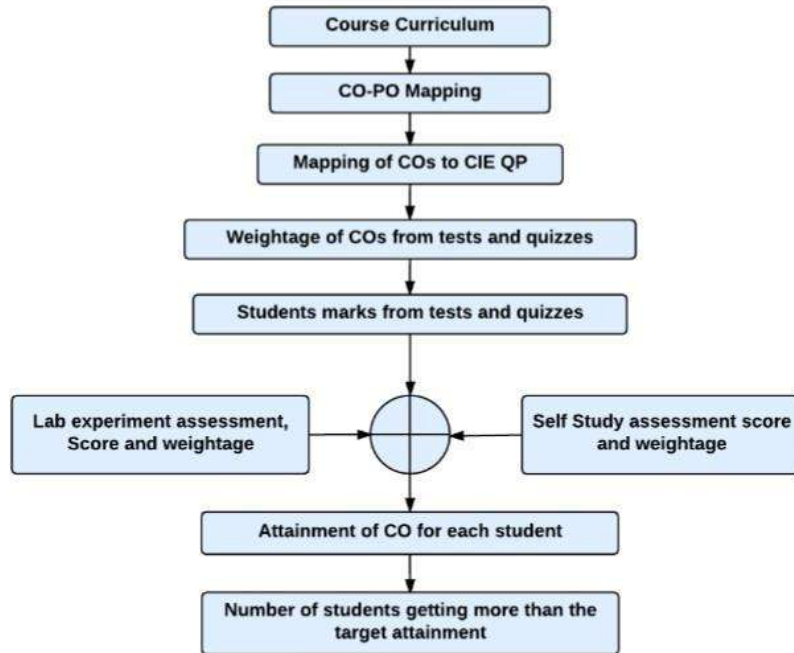 Course Curriculum
CO-PO Mapping
Mapping of COs to CIE QP
Weightage of COs from tests and quizzes
Students marks from tests and quizzes
Lab experiment assessment,
Score and weightage
Self Study assessment score
and weightage
Attainment of CO for each student
Number of students getting more than the
target attainment